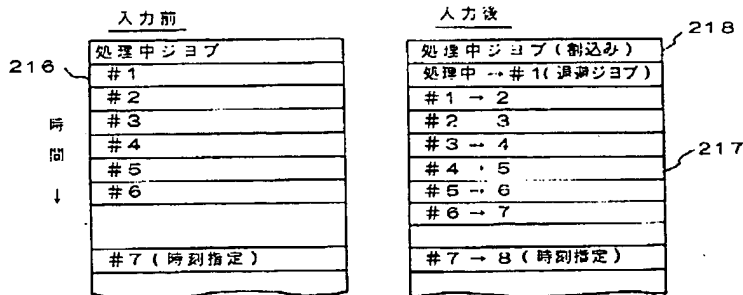 入力前
処理中ジョブ
216
#1
#2
#3
#4
#5
#6
#7(時刻指定)
時間
↓
入力後
218
処理中ジョブ(割込み)
処理中→#1(退避ジョブ)
#1→2
#2 3
#3→4
#4→5
#5→6
#6→7
#7→8(時刻指定)
217